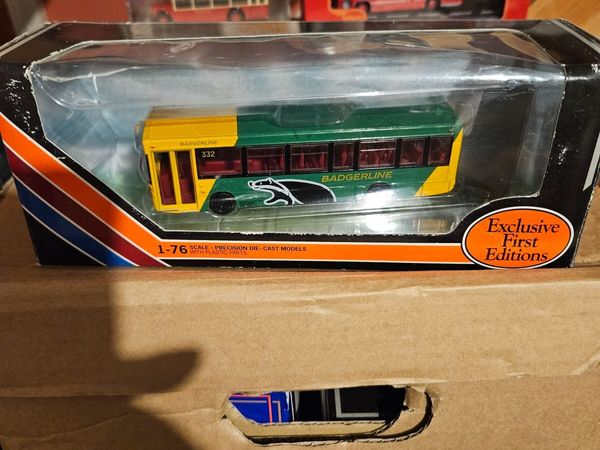 BADGERLINE
332
BADGERLINE
1-76 SCALE - PRECISION DIE-CAST MODELS
WITH PLASTIC PARTS
Exclusive
First
Editions